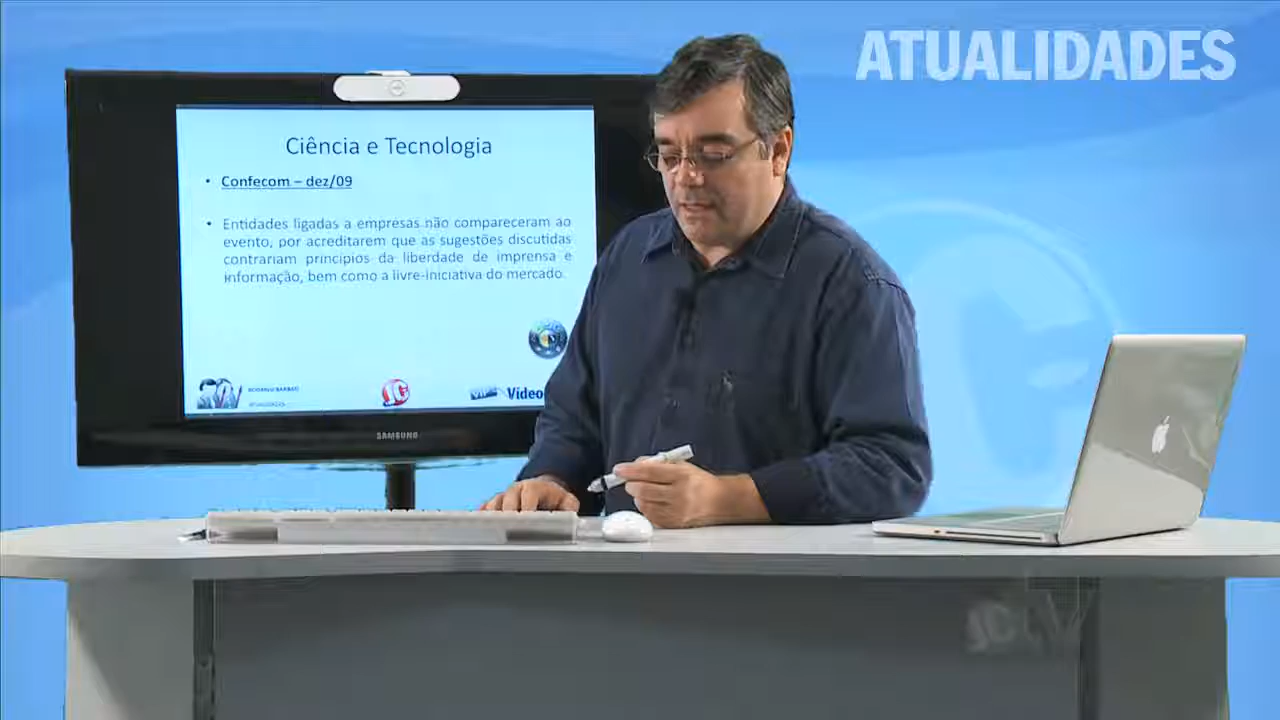 ATUALIDADES
Ciência e Tecnologia
• Confecom – dez/09
• Entidades ligadas a empresas não compareceram ao
evento, por acreditarem que as sugestões discutidas
contrariam princípios da liberdade de imprensa e
informação, bem como a livre-iniciativa do mercado.
Vídeo
SAMSUNG